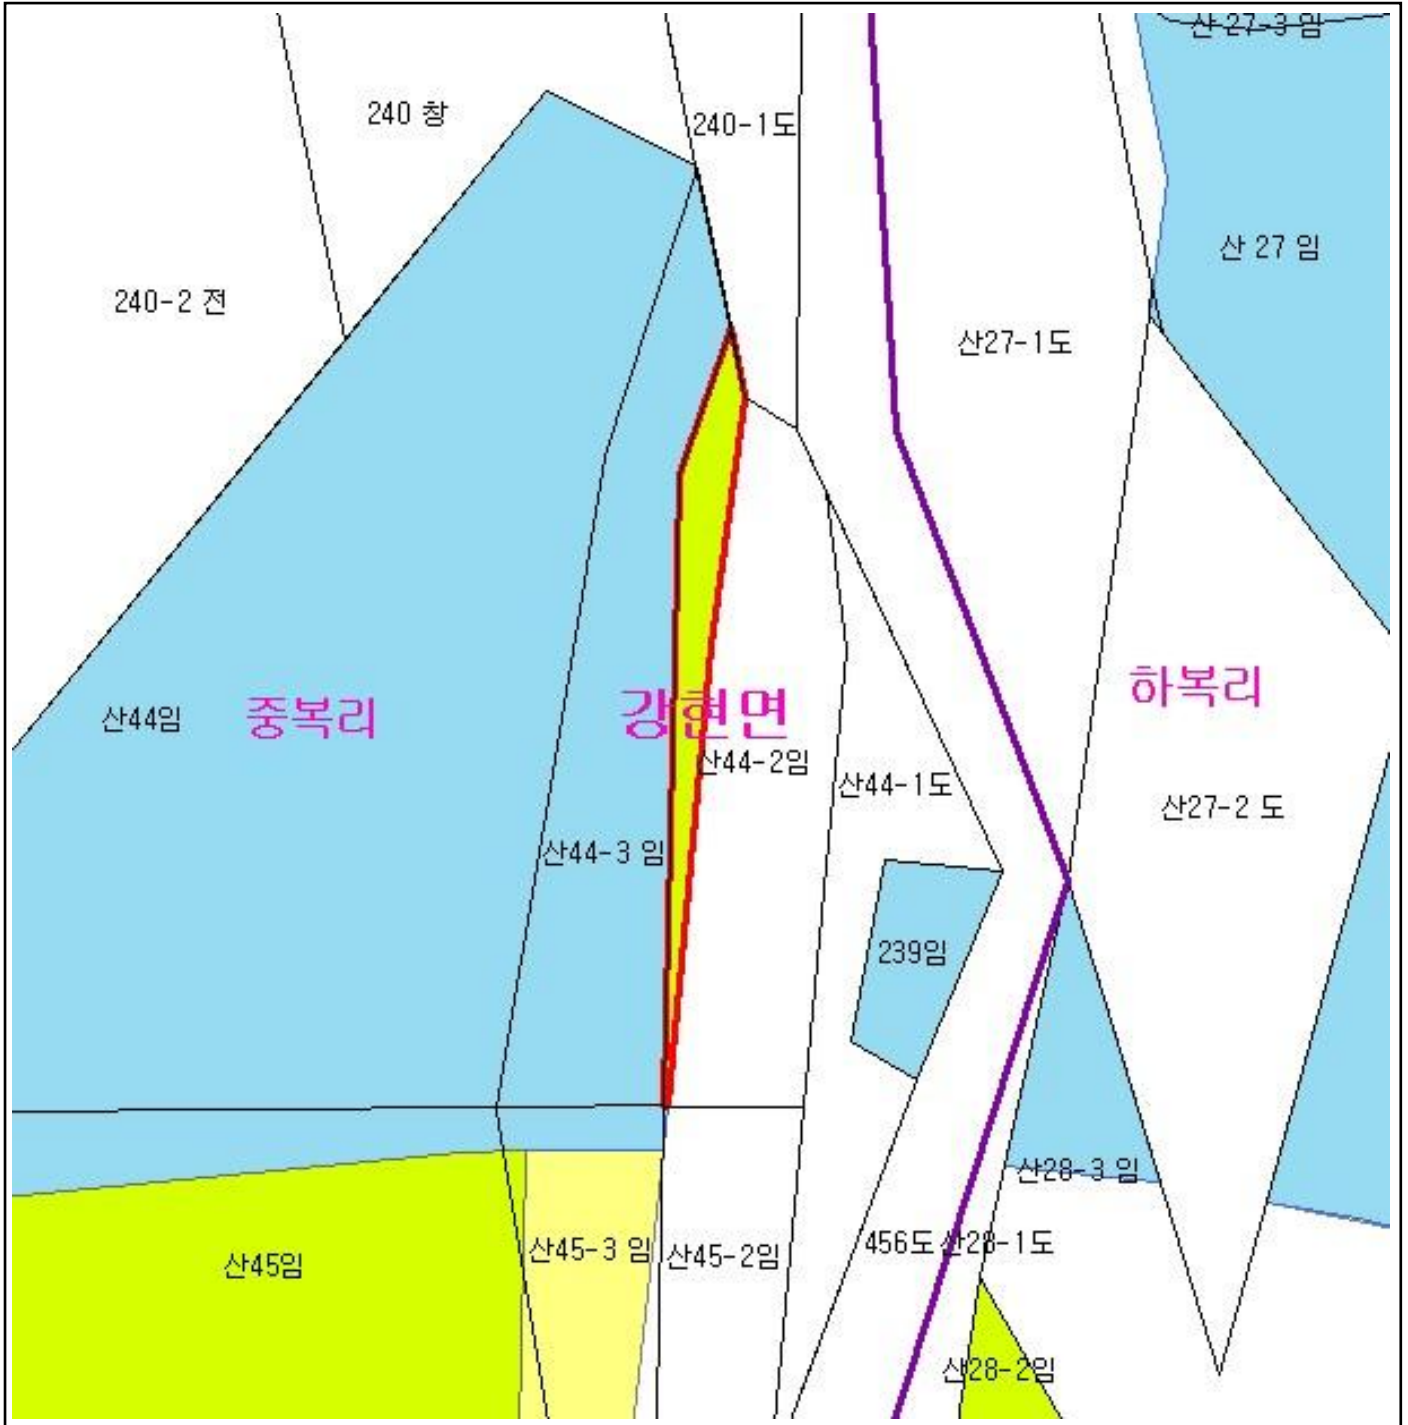 산 27-3 임
240 창
240-1도
산 27 임
240-2 전
산27-1도
하복리
강현면
중복리
산44임
산44-2임
산44-1도
산27-2 도
산44-3 임
239임
산28-3 임
456도
산28-1도
산45-3 임
산45-2임
산45임
산28-2임